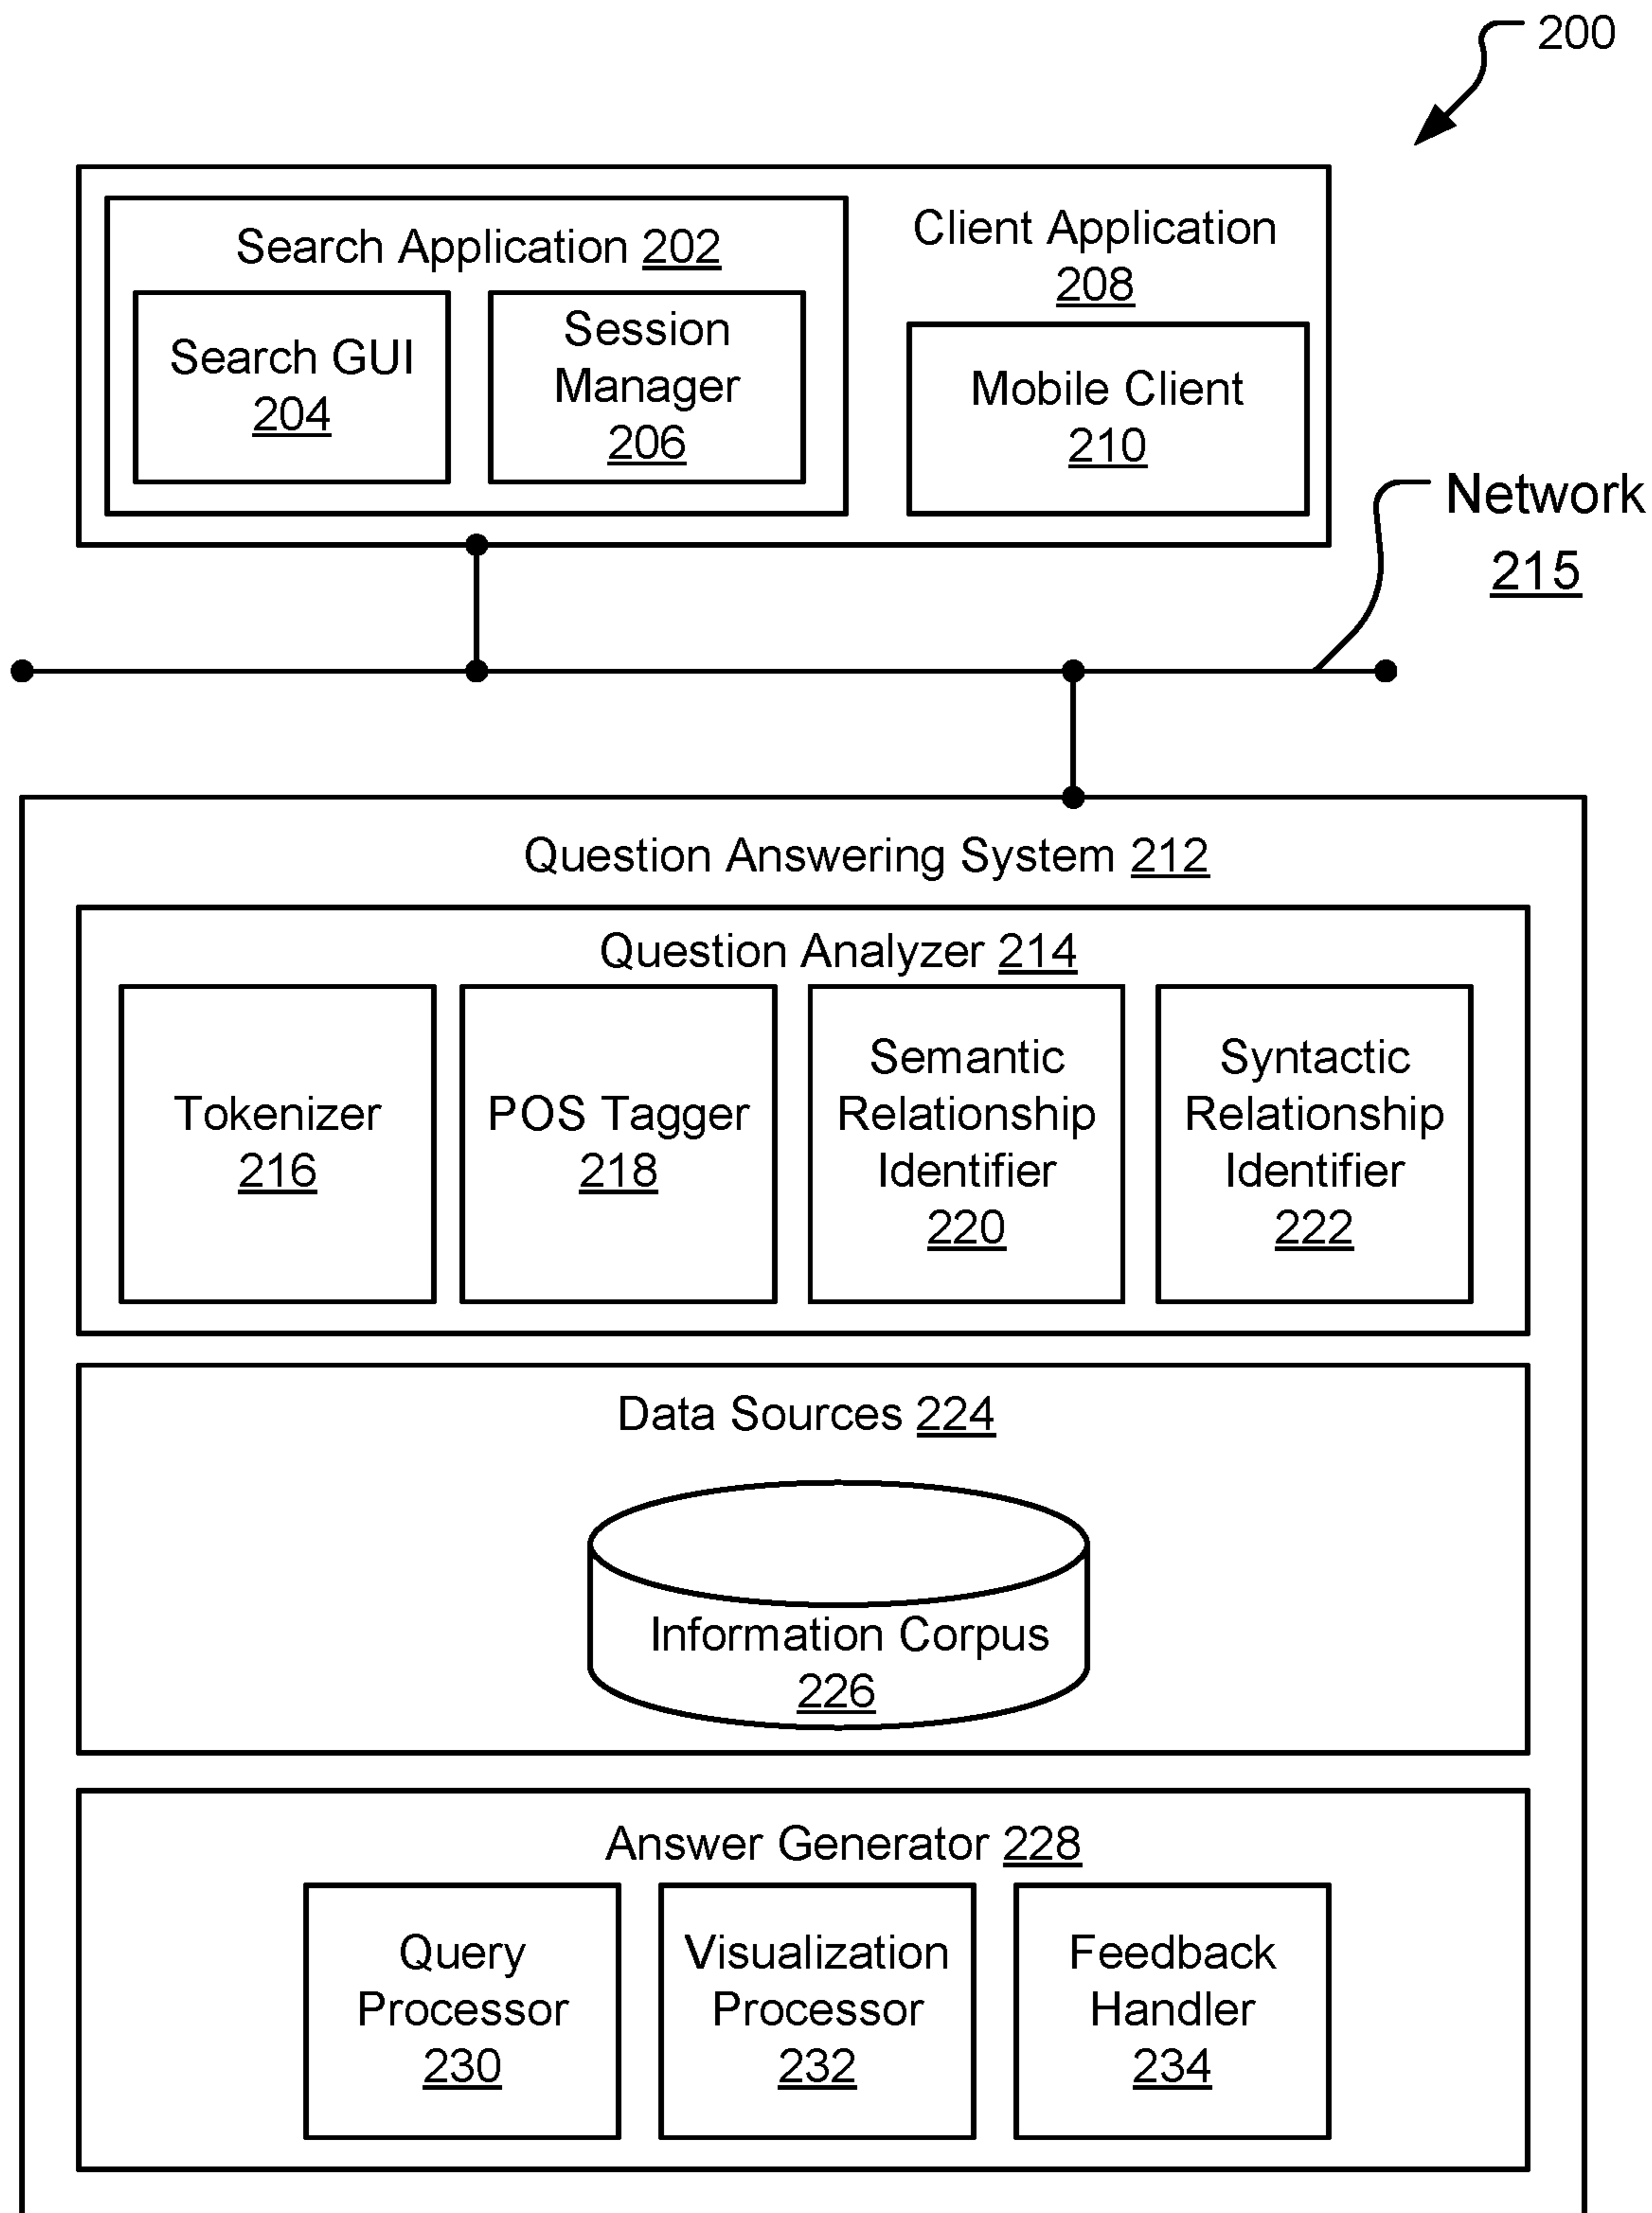 200
Search Application 202
Search GUI
204
Session
Manager
206
Client Application
208
Mobile Client
210
Network
215
Question Answering System 212
Question Analyzer 214
Tokenizer
216
POS Tagger
218
Semantic
Relationship
Identifier
220
Syntactic
Relationship
Identifier
222
Data Sources 224
Information Corpus
226
Answer Generator 228
Query
Processor
230
Visualization
Processor
232
Feedback
Handler
234